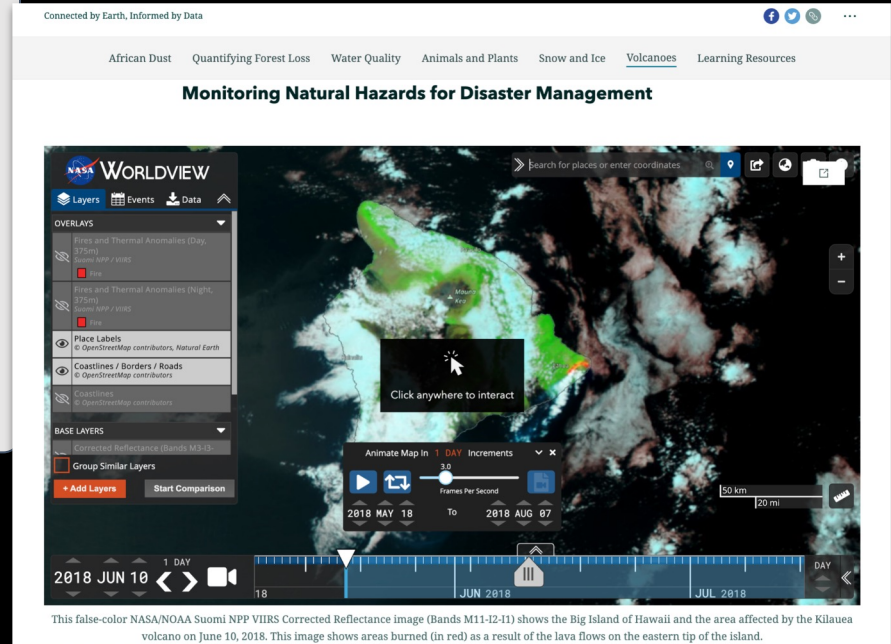 Connected by Earth, Informed by Data
African Dust Quantifying Forest Loss Water Quality Animals and Plants Snow and Ice Volcanoes Learning Resources
Monitoring Natural Hazards for Disaster Management
NASA WORLDVIEW
Search for places or enter coordinates
Layers Events Data
OVERLAYS
Fires and Thermal Anomalies (Day, 375m)
Suomi NPP / VIIRS
Fire
Fires and Thermal Anomalies (Night, 375m)
Suomi NPP / VIIRS
Fire
Place Labels
© OpenStreetMap contributors, Natural Earth
Coastlines / Borders / Roads
© OpenStreetMap contributors
Coastlines
© OpenStreetMap contributors
BASE LAYERS
Corrected Reflectance (Bands M3-I3-
Group Similar Layers
+ Add Layers Start Comparison
Mauna
Kea
Click anywhere to interact
Animate Map In 1 DAY Increments
3.0
Frames Per Second
2018 MAY 18 To 2018 AUG 07
50 km
20 mi
1 DAY
2018 JUN 10
18 JUN 2018 JUL 2018
DAY
This false-color NASA/NOAA Suomi NPP VIIRS Corrected Reflectance image (Bands M11-I2-I1) shows the Big Island of Hawaii and the area affected by the Kilauea
volcano on June 10, 2018. This image shows areas burned (in red) as a result of the lava flows on the eastern tip of the island.